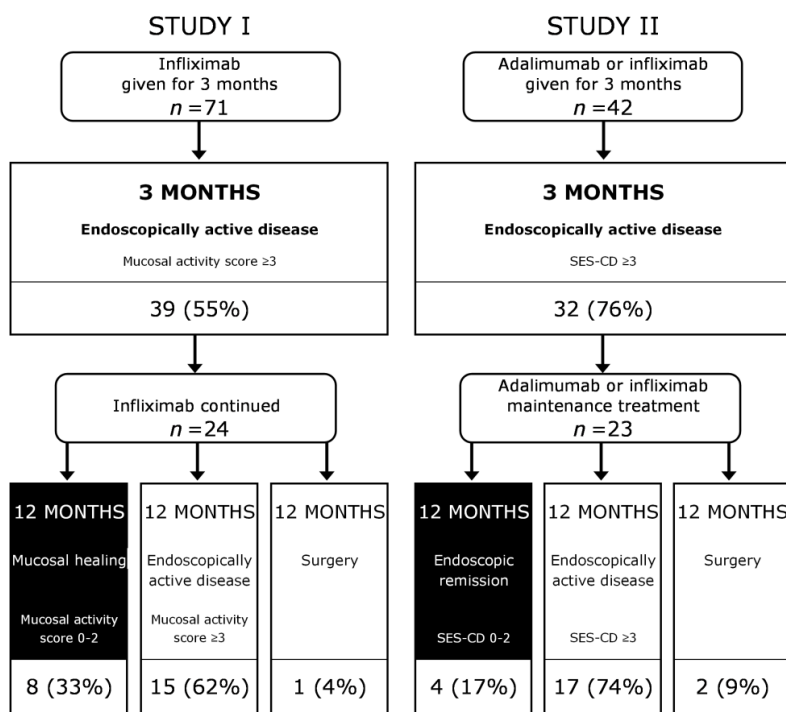 STUDY I
Infliximab
given for 3 months
n =71
3 MONTHS
Endoscopically active disease
Mucosal activity score ≥3
39 (55%)
Infliximab continued
n =24
12 MONTHS
Mucosal healing
Mucosal activity
score 0-2
8 (33%)
12 MONTHS
Endoscopically
active disease
Mucosal activity
score ≥3
15 (62%)
12 MONTHS
Surgery
1 (4%)
STUDY II
Adalimumab or infliximab
given for 3 months
n =42
3 MONTHS
Endoscopically active disease
SES-CD ≥3
32 (76%)
Adalimumab or infliximab
maintenance treatment
n =23
12 MONTHS
Endoscopic
remission
SES-CD 0-2
4 (17%)
12 MONTHS
Endoscopically
active disease
SES-CD ≥3
17 (74%)
12 MONTHS
Surgery
2 (9%)